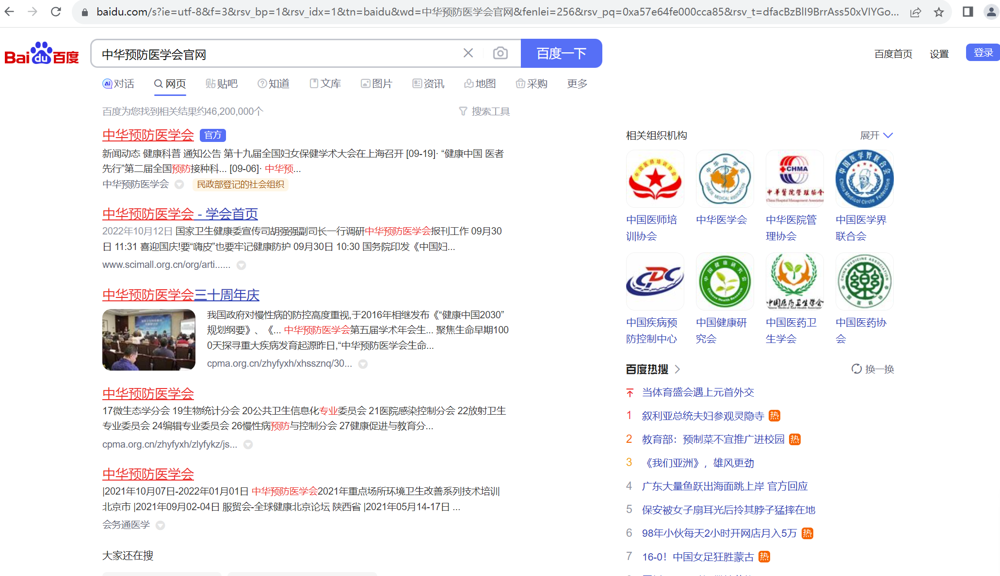 baidu.com/s?ie=utf-8&f=3&rsv_bp=1&rsv_idx=1&tn=baidu&wd=中华预防医学会官网&fenlei=256&rsv_pq=0xa57e64fe000cca85&rsv_t=dfacBzBlI9BrrAss50xVIYGo...
Bai du 百度
中华预防医学会官网
百度一下
百度首页 设置 登录
对话 网页 贴吧 知道 文库 图片 资讯 地图 采购 更多
百度为您找到相关结果约46,200,000个
搜索工具
中华预防医学会 官方
新闻动态 健康科普 通知公告 第十九届全国妇女保健学术大会在上海召开 [09-19]· “健康中国 医者
先行”第二届全国预防接种科... [09-06]· 中华预...
中华预防医学会 民政部登记的社会组织
中华预防医学会 - 学会首页
2022年10月12日 国家卫生健康委宣传司胡强强副司长一行调研中华预防医学会报刊工作 09月30
日 11:31 喜迎国庆!要“嗨皮”也要牢记健康防护 09月30日 10:30 国务院印发《中国妇...
www.scimall.org.cn/org/arti......
中华预防医学会三十周年庆
我国政府对慢性病的防控高度重视,于2016年相继发布《“健康中国2030”
规划纲要》、《... 中华预防医学会第五届学术年会生... 聚焦生命早期100
0天探寻重大疾病发育起源昨日,“中华预防医学会生命...
cpma.org.cn/zhyfyxh/xhssznq/30...
中华预防医学会
17微生态学分会 19生物统计分会 20公共卫生信息化专业委员会 21医院感染控制分会 22放射卫生
专业委员会 24编辑专业委员会 26慢性病预防与控制分会 27健康促进与教育分...
cpma.org.cn/zhyfyxh/zlyfykz/js...
中华预防医学会
|2021年10月07日-2022年01月01日 中华预防医学会2021年重点场所环境卫生改善系列技术培训|
北京市 |2021年09月02-04日 服贸会-全球健康北京论坛 陕西省 |2021年05月14-17日 ...
会务通医学
大家还在搜
相关组织机构
展开
CHMA
中国医师培
训协会
中华医学会
中华医院管
理协会
中国医学界
联合会
CDC
中国疾病预
防控制中心
中国健康研
究会
中国医药卫
生学会
中国医药协
会
百度热搜
换一换
当体育盛会遇上元首外交
1 叙利亚总统夫妇参观灵隐寺 热
2 教育部：预制菜不宜推广进校园 热
3 《我们亚洲》，雄风更劲
4 广东大量鱼跃出海面跳上岸 官方回应
5 保安被女子扇耳光后拎其脖子猛摔在地
6 98年小伙每天2小时开网店月入5万 热
7 16-0！中国女足狂胜蒙古 热